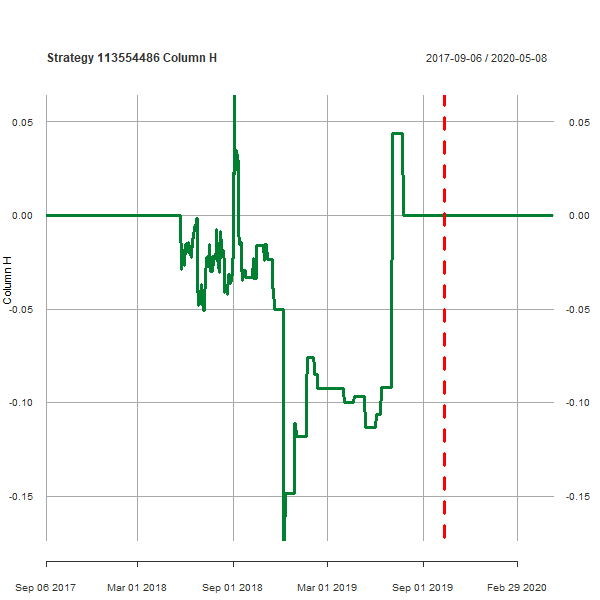 Strategy 113554486 Column H 2017-09-06 / 2020-05-08
0.05 0.05
0.00 0.00
-0.05 -0.05
-0.10 -0.10
-0.15 -0.15
Column H
Sep 06 2017 Mar 01 2018 Sep 01 2018 Mar 01 2019 Sep 01 2019 Feb 29 2020